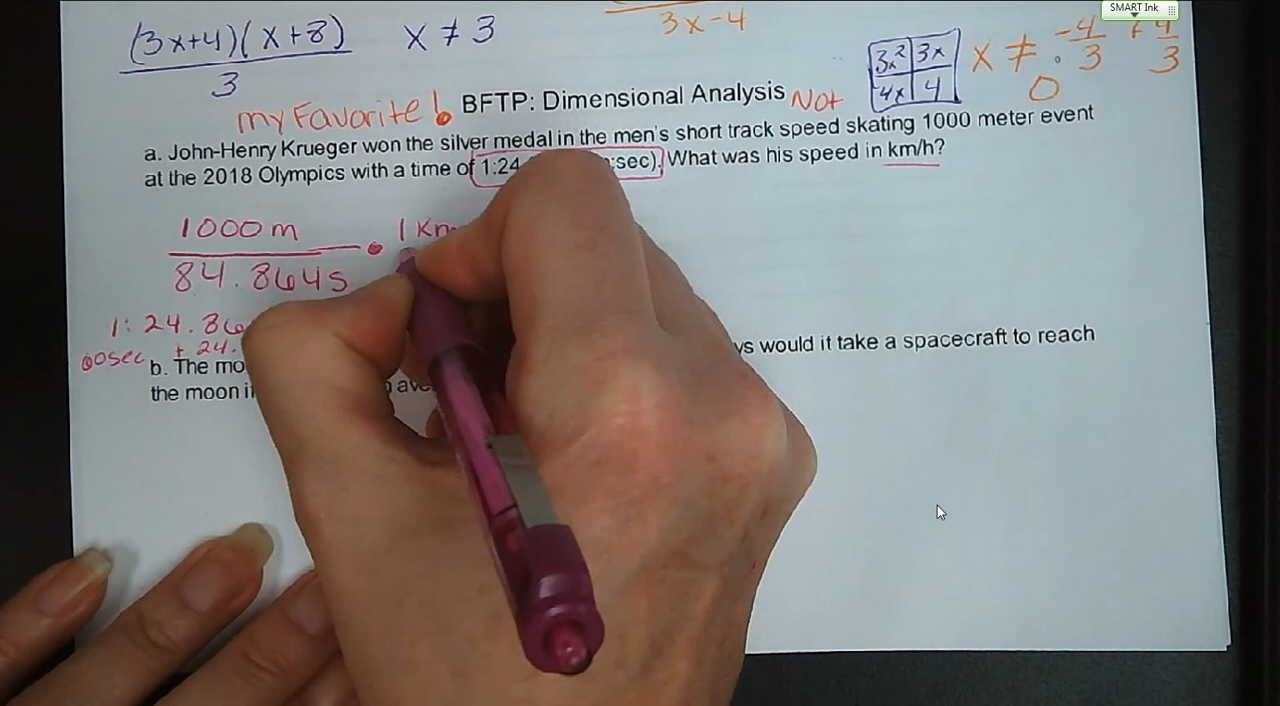 SMART Ink
(3x+4)(x+8)
3
x ≠ 3
3x-4
3x² 3x
4x 4
x ≠ -4/3 +4/3
0
my Favorite! BFTP: Dimensional Analysis Not
a. John-Henry Krueger won the silver medal in the men's short track speed skating 1000 meter event
at the 2018 Olympics with a time of 1:24 :sec). What was his speed in km/h?
1000 m • 1 Km
84.864 s
1:24.86
60sec + 24.
b. The mo ys would it take a spacecraft to reach
the moon i ave